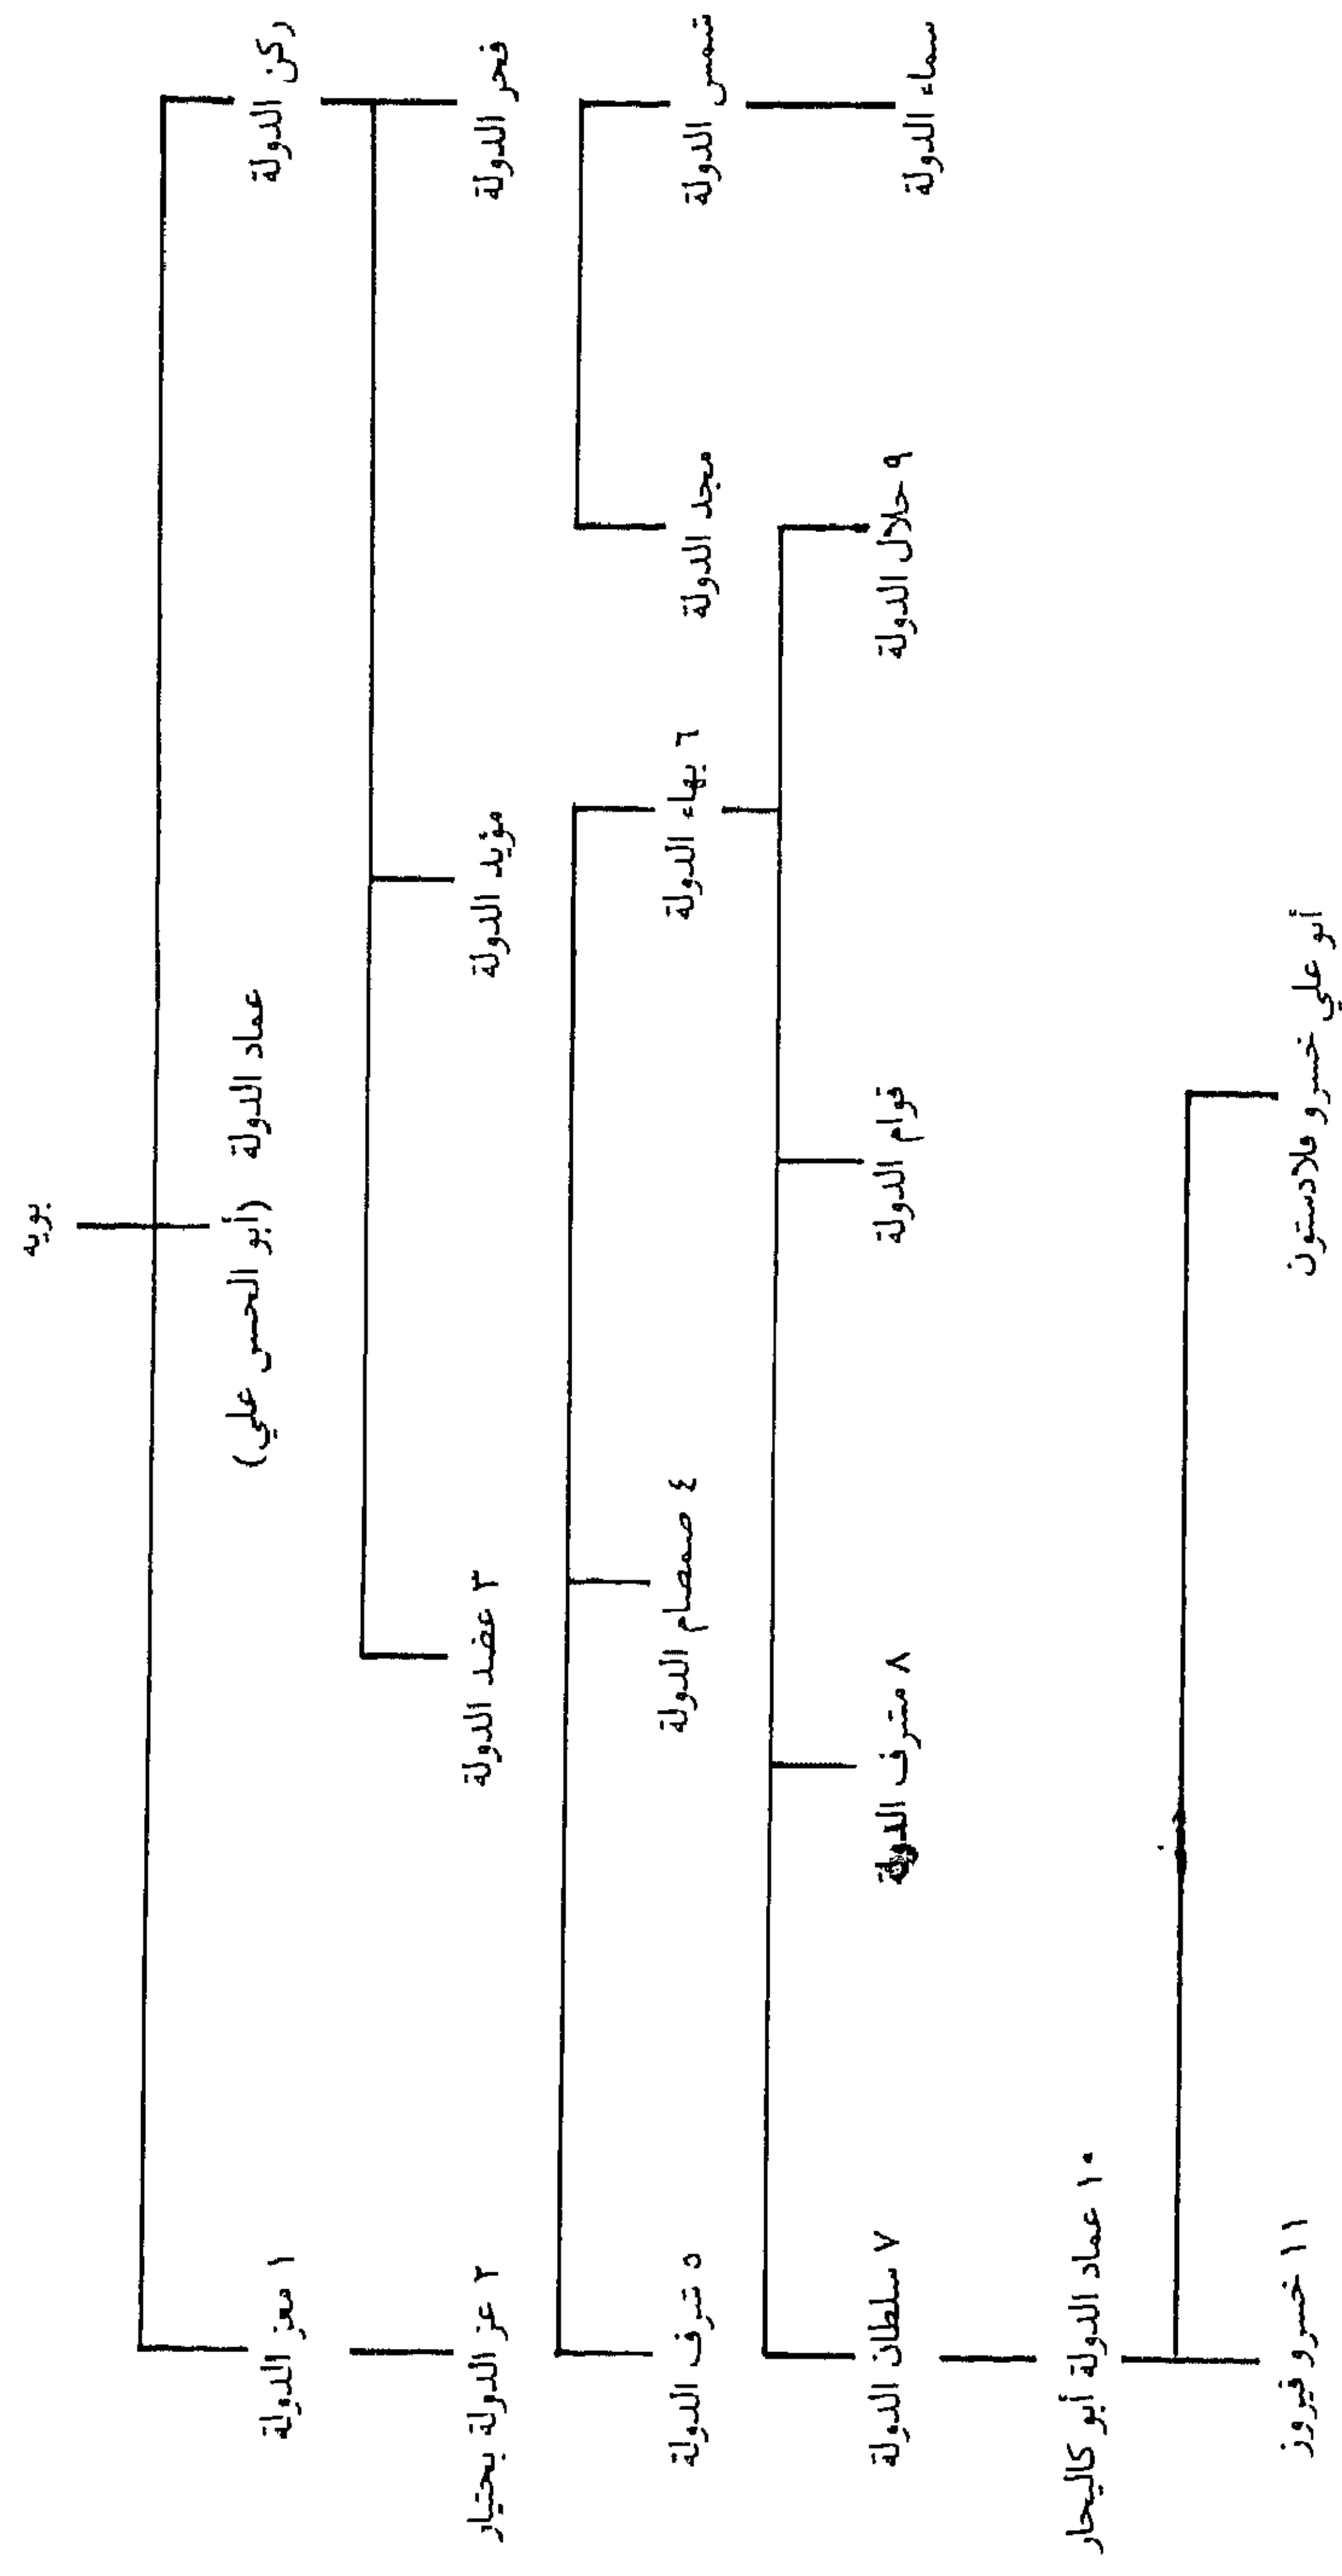 بويه
ركن الدولة
عماد الدولة (أبو الحسن علي)
١ معز الدولة
فخر الدولة
مؤيد الدولة
٣ عضد الدولة
٢ عز الدولة بختيار
شمس الدولة
مجد الدولة
٦ بهاء الدولة
٤ صمصام الدولة
٥ شرف الدولة
سماء الدولة
٩ جلال الدولة
قوام الدولة
٨ مشرف الدولة
٧ سلطان الدولة
١٠ عماد الدولة أبو كاليجار
أبو علي خسرو فلادستون
١١ خسرو فيروز